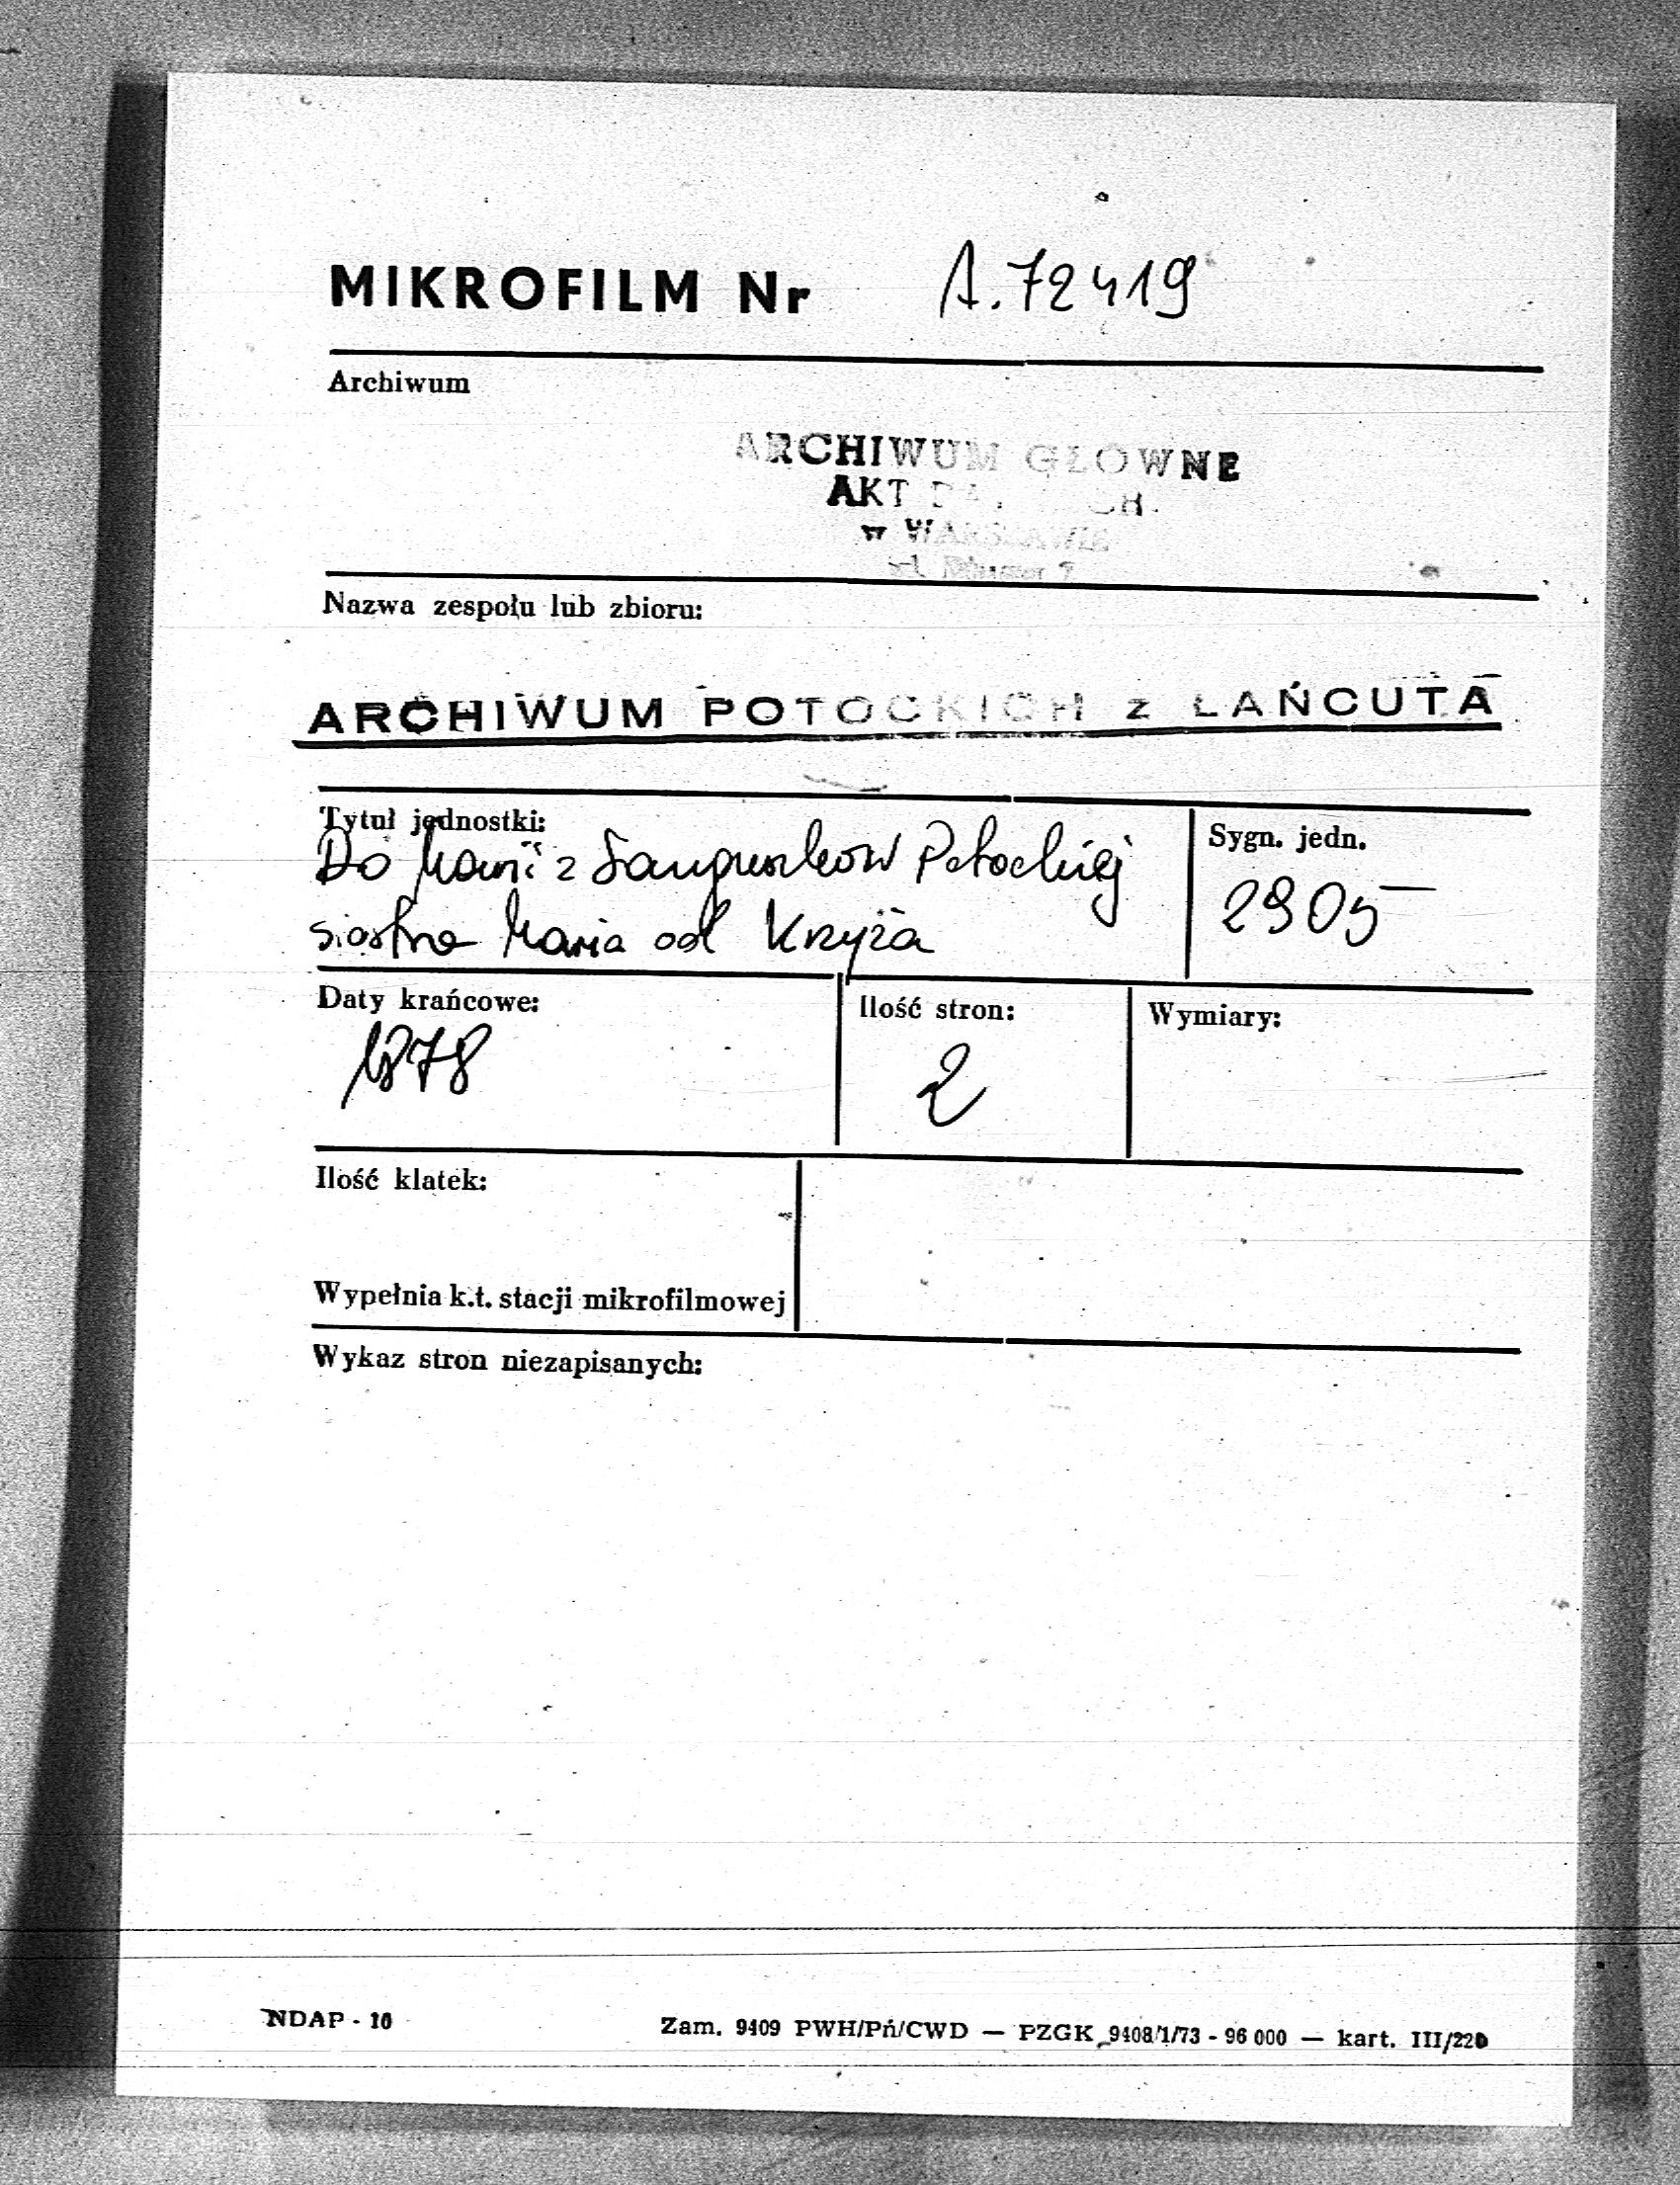 MIKROFILM Nr A.72419
Archiwum
ARCHIWUM GŁOWNE
AKT
w WARSZAWIE
Nazwa zespołu lub zbioru:
ARCHIWUM POTOCKICH z ŁAŃCUTA
Tytuł jednostki:
Do Marii z Sanguszków Potockiej
siostra Maria od Krzyża
Sygn. jedn.
2905
Daty krańcowe:
1878
Ilość stron:
2
Wymiary:
Ilość klatek:
Wypełnia k.t. stacji mikrofilmowej
Wykaz stron niezapisanych:
NDAP - 10
Zam. 9409 PWH/Pń/CWD — PZGK 9408/1/73 - 96 000 — kart. III/220